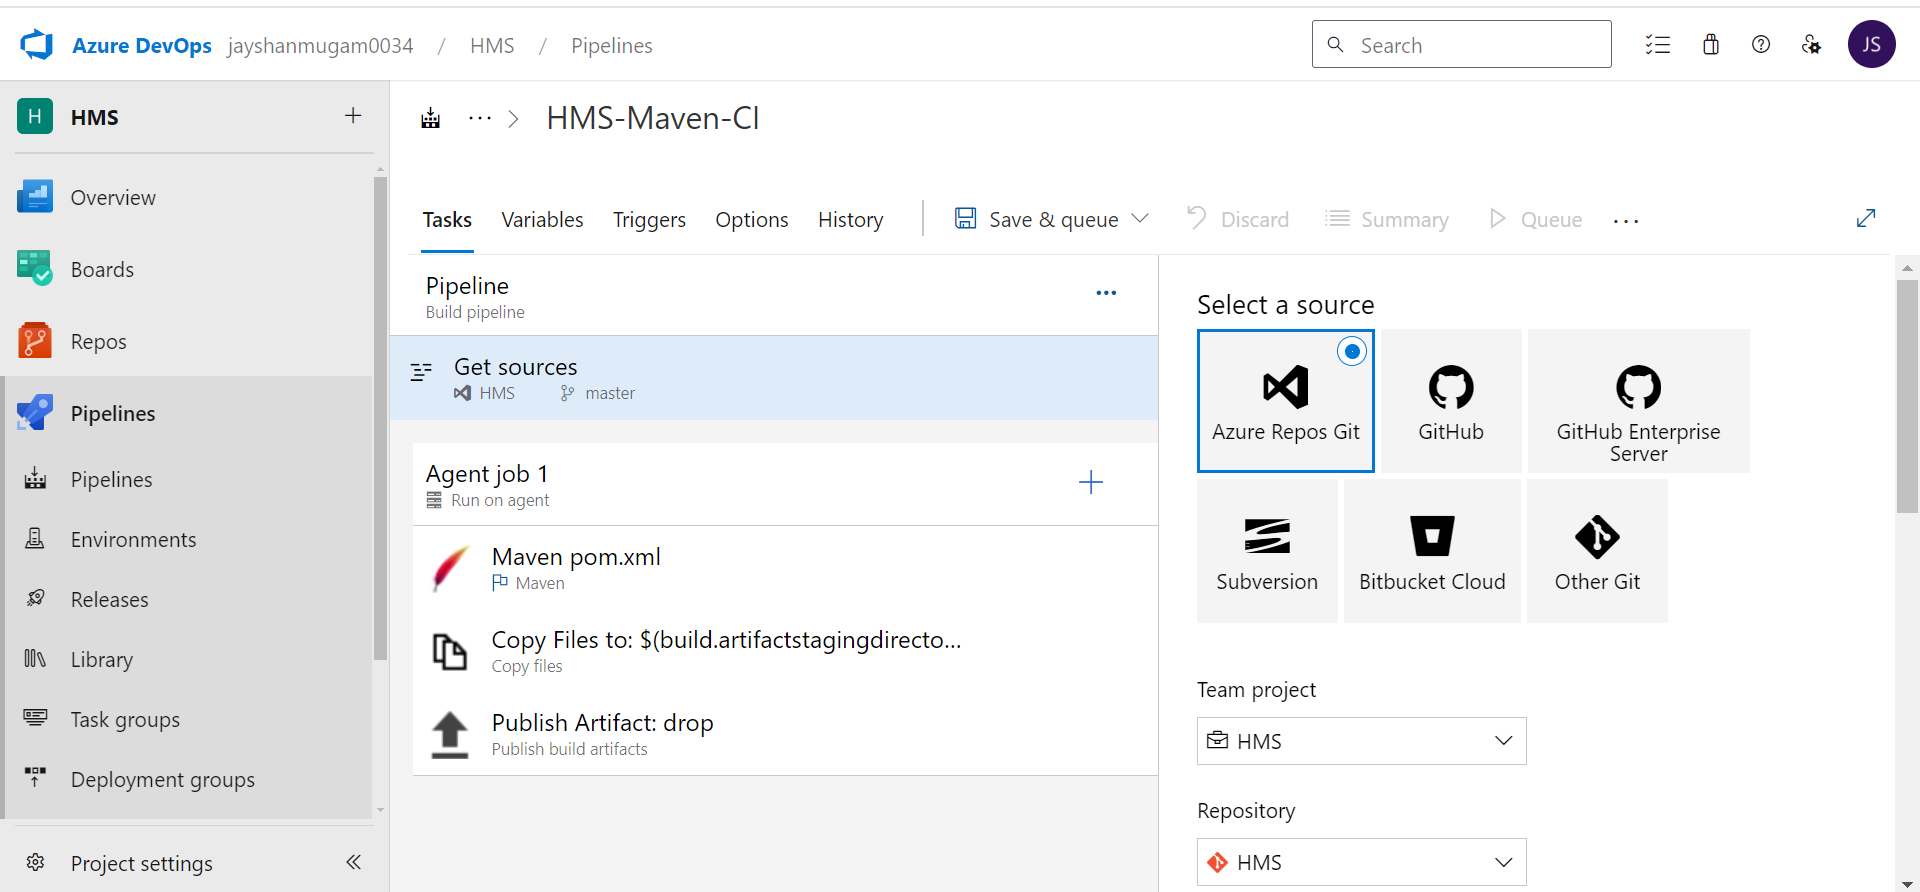 Azure DevOps jayshanmugam0034 / HMS / Pipelines
Search
JS
H HMS
Overview
Boards
Repos
Pipelines
Pipelines
Environments
Releases
Library
Task groups
Deployment groups
Project settings
··· > HMS-Maven-CI
Tasks Variables Triggers Options History Save & queue Discard Summary Queue ···
Pipeline
Build pipeline
Get sources
HMS master
Agent job 1
Run on agent
Maven pom.xml
Maven
Copy Files to: $(build.artifactstagingdirecto...
Copy files
Publish Artifact: drop
Publish build artifacts
Select a source
Azure Repos Git
GitHub
GitHub Enterprise
Server
Subversion
Bitbucket Cloud
Other Git
Team project
HMS
Repository
HMS